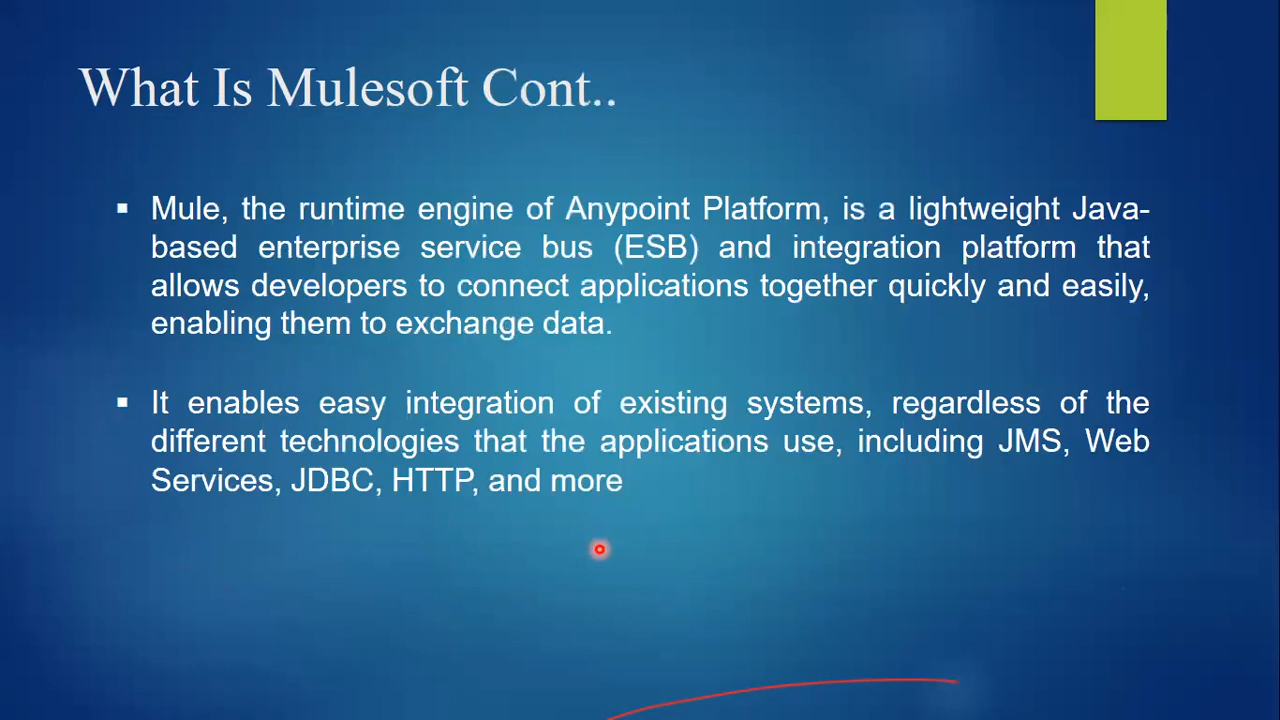 What Is Mulesoft Cont..
▪ Mule, the runtime engine of Anypoint Platform, is a lightweight Java-
based enterprise service bus (ESB) and integration platform that
allows developers to connect applications together quickly and easily,
enabling them to exchange data.
▪ It enables easy integration of existing systems, regardless of the
different technologies that the applications use, including JMS, Web
Services, JDBC, HTTP, and more